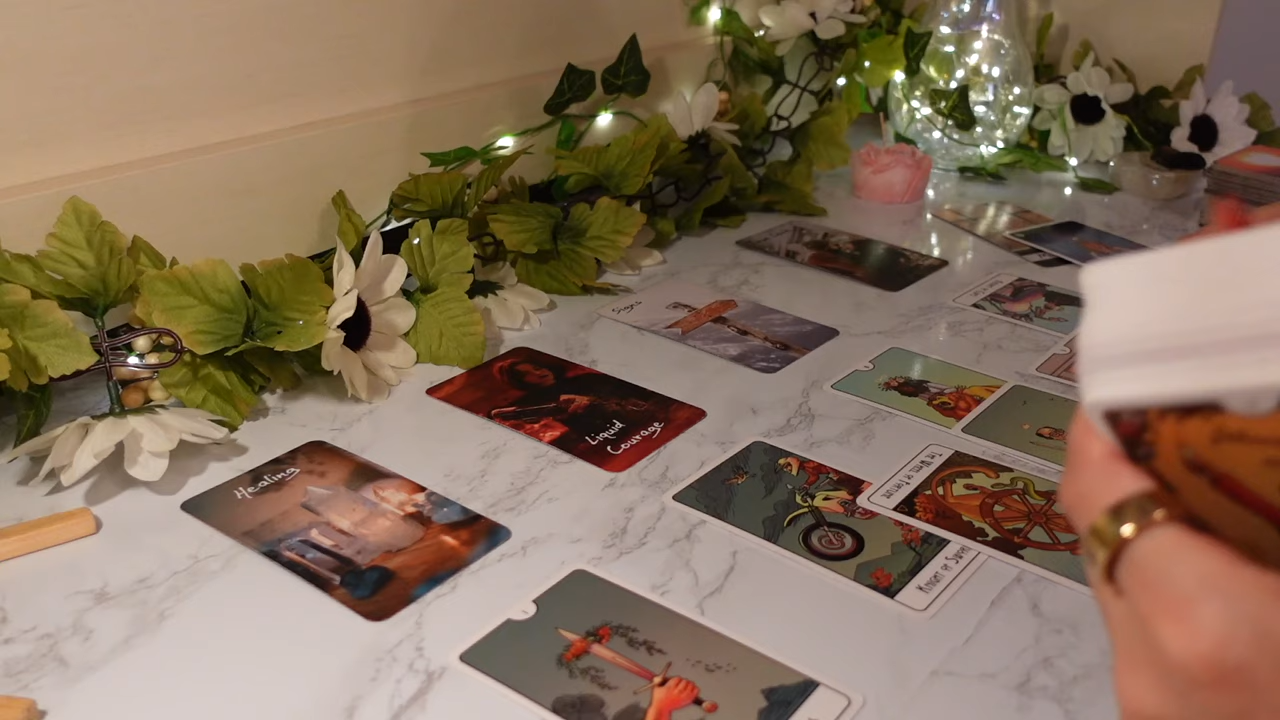 Signs
Liquid
Courage
Healing
The Wheel of Fortune
Knight of Swords